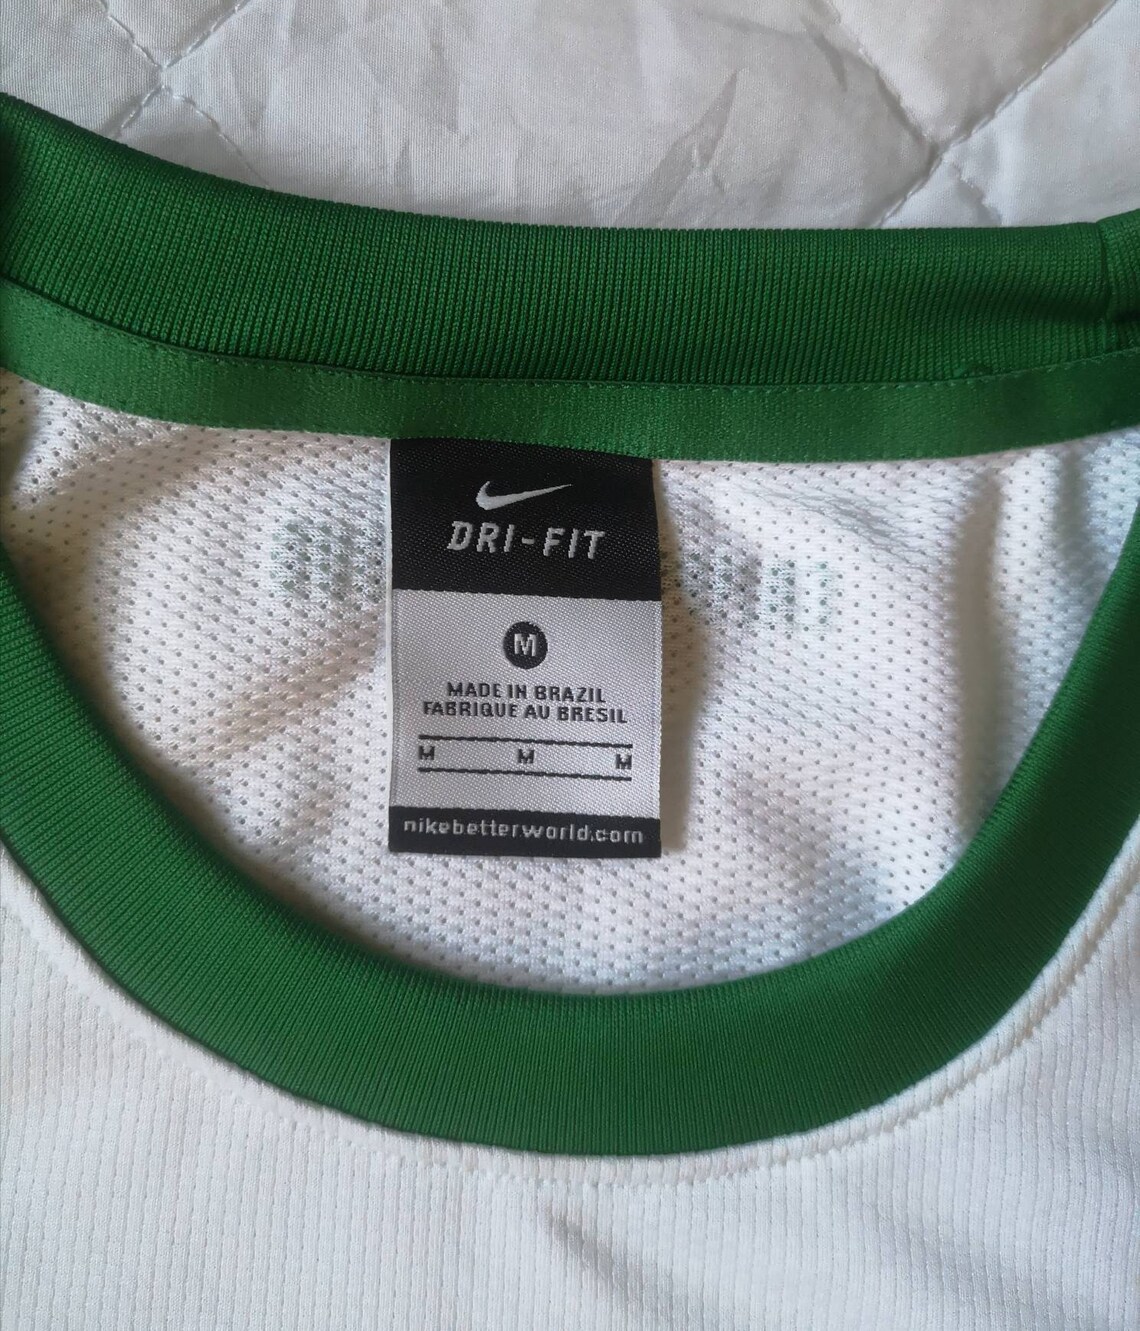 DRI-FIT
M
MADE IN BRAZIL
FABRIQUE AU BRESIL
M M M
nikebetterworld.com